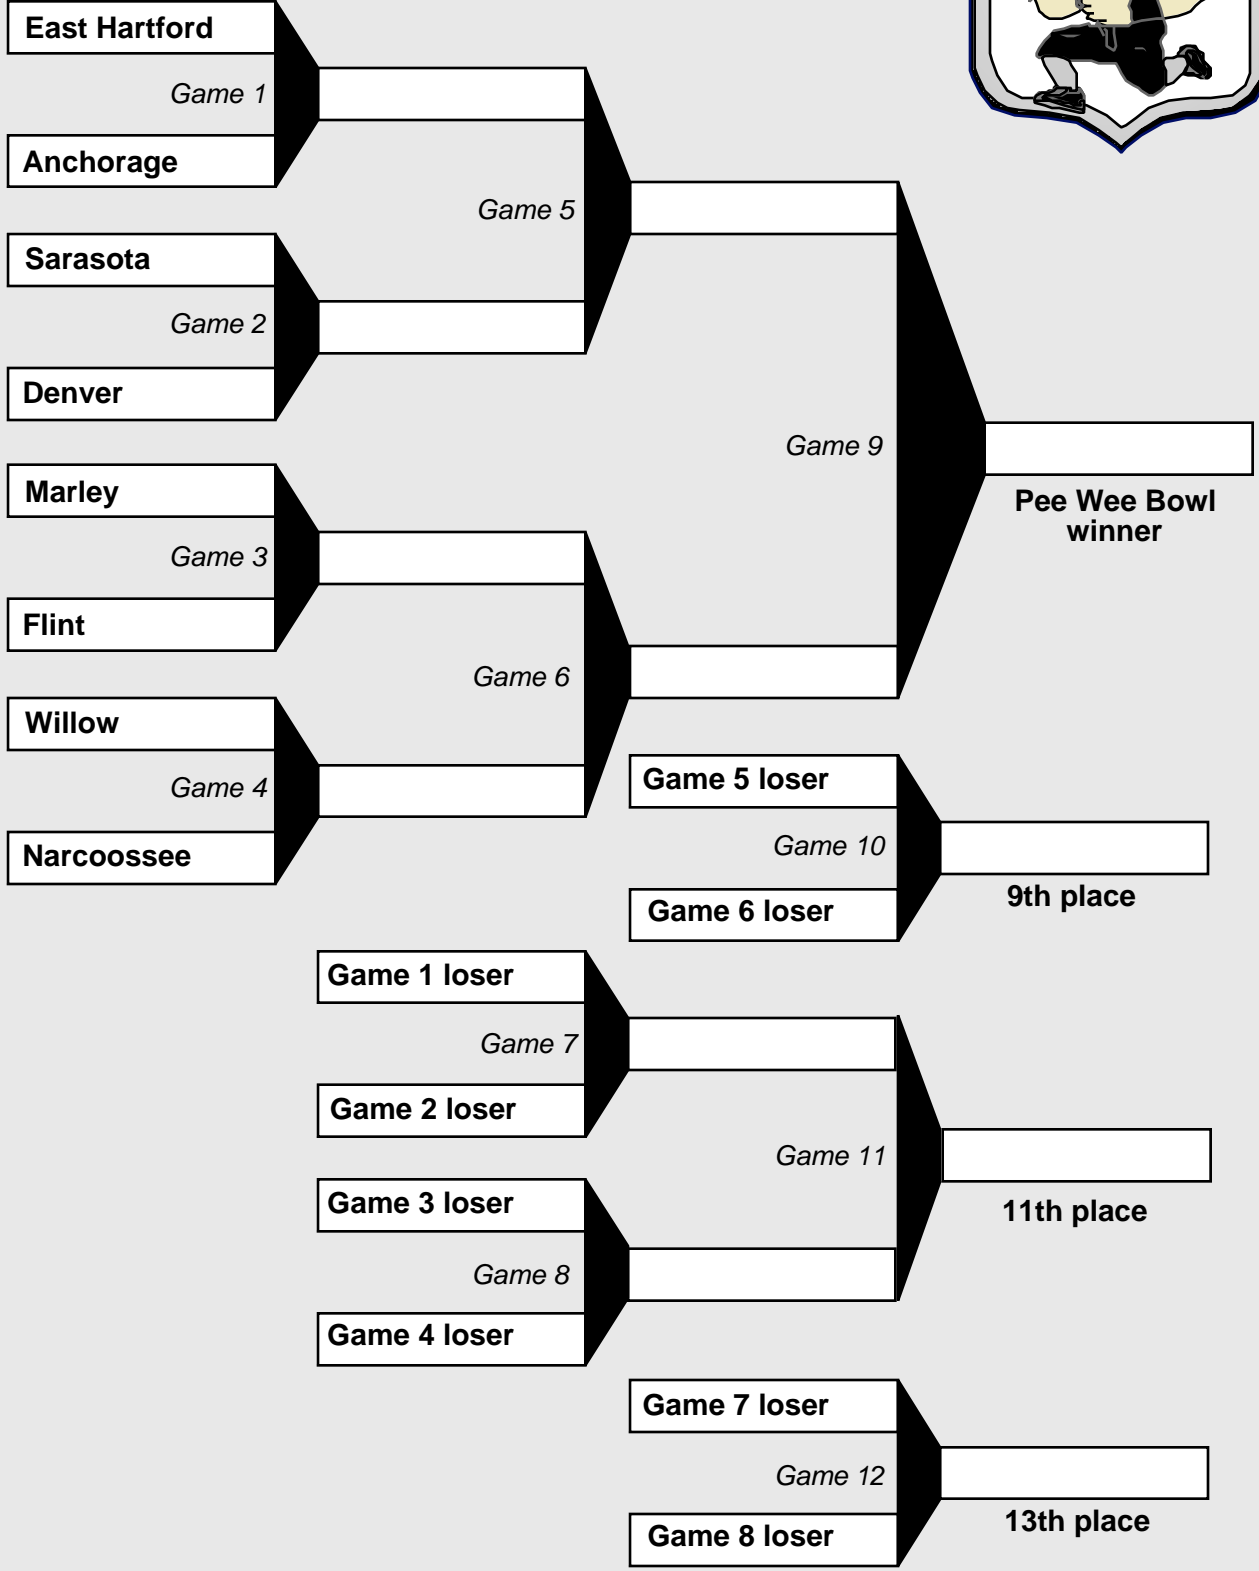 East Hartford
Game 1
Anchorage
Game 5
Sarasota
Game 2
Denver
Game 9
Pee Wee Bowl
winner
Marley
Game 3
Flint
Game 6
Willow
Game 4
Narcoossee
Game 5 loser
Game 10
Game 6 loser
9th place
Game 1 loser
Game 7
Game 2 loser
Game 11
11th place
Game 3 loser
Game 8
Game 4 loser
Game 7 loser
Game 12
Game 8 loser
13th place